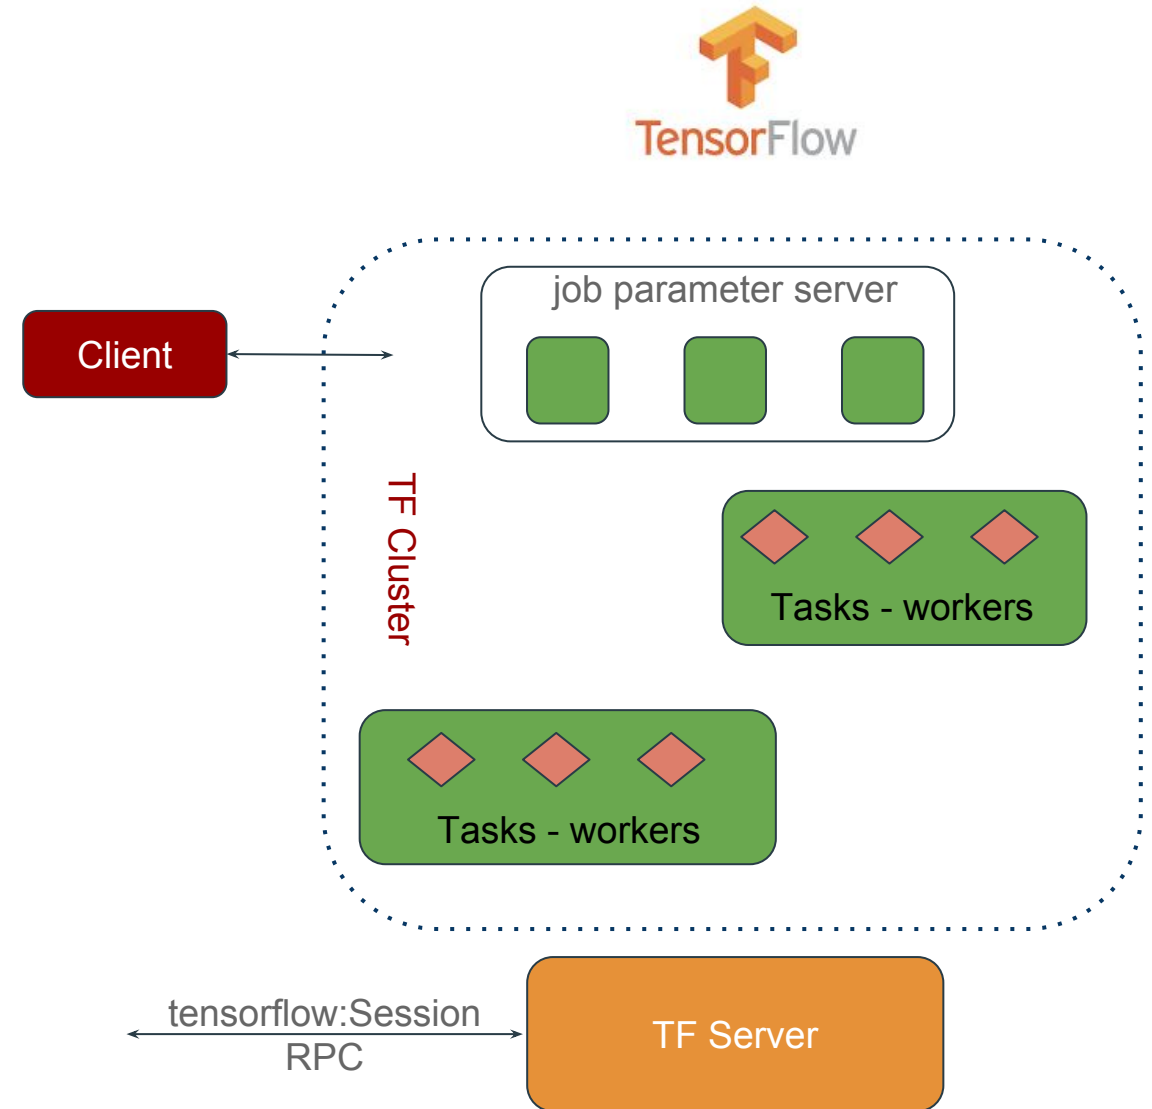 TensorFlow
job parameter server
Client
TF Cluster
Tasks - workers
Tasks - workers
tensorflow:Session
RPC
TF Server